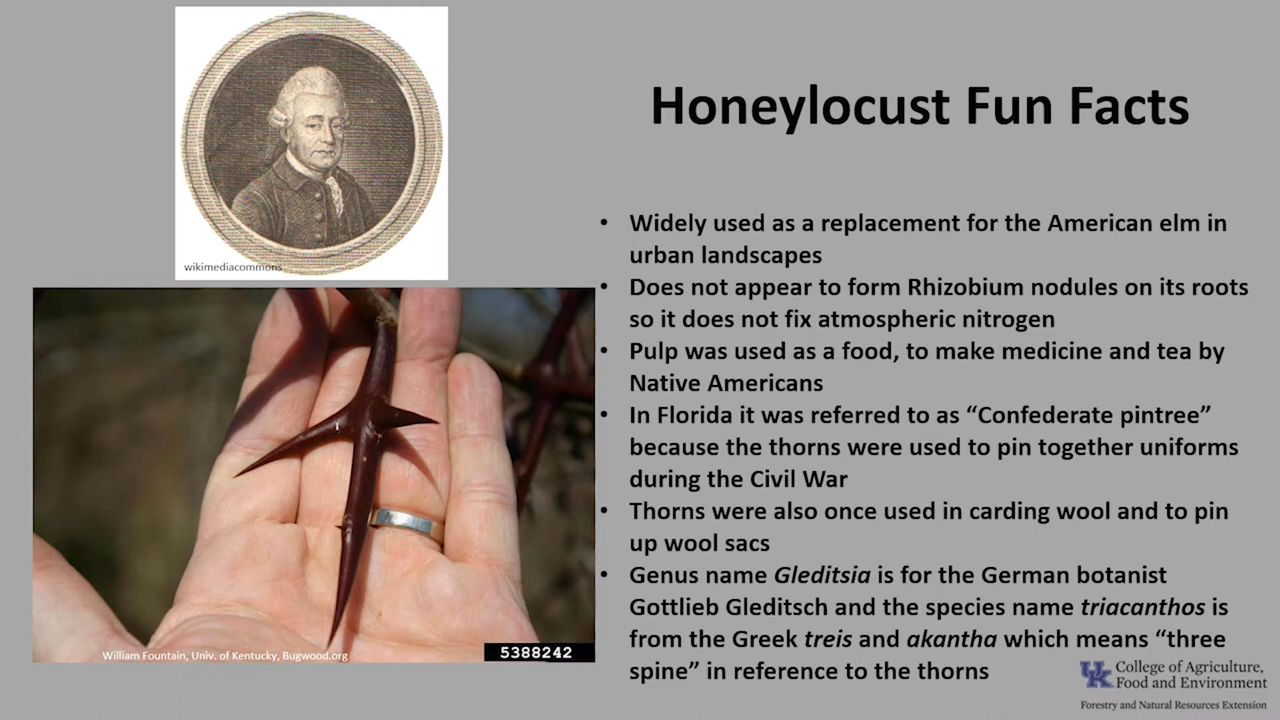 Honeylocust Fun Facts
wikimediacommons
• Widely used as a replacement for the American elm in
urban landscapes
• Does not appear to form Rhizobium nodules on its roots
so it does not fix atmospheric nitrogen
• Pulp was used as a food, to make medicine and tea by
Native Americans
• In Florida it was referred to as “Confederate pintree”
because the thorns were used to pin together uniforms
during the Civil War
• Thorns were also once used in carding wool and to pin
up wool sacs
• Genus name Gleditsia is for the German botanist
Gottlieb Gleditsch and the species name triacanthos is
from the Greek treis and akantha which means “three
spine” in reference to the thorns
William Fountain, Univ. of Kentucky, Bugwood.org
5388242
UK College of Agriculture,
Food and Environment
Forestry and Natural Resources Extension